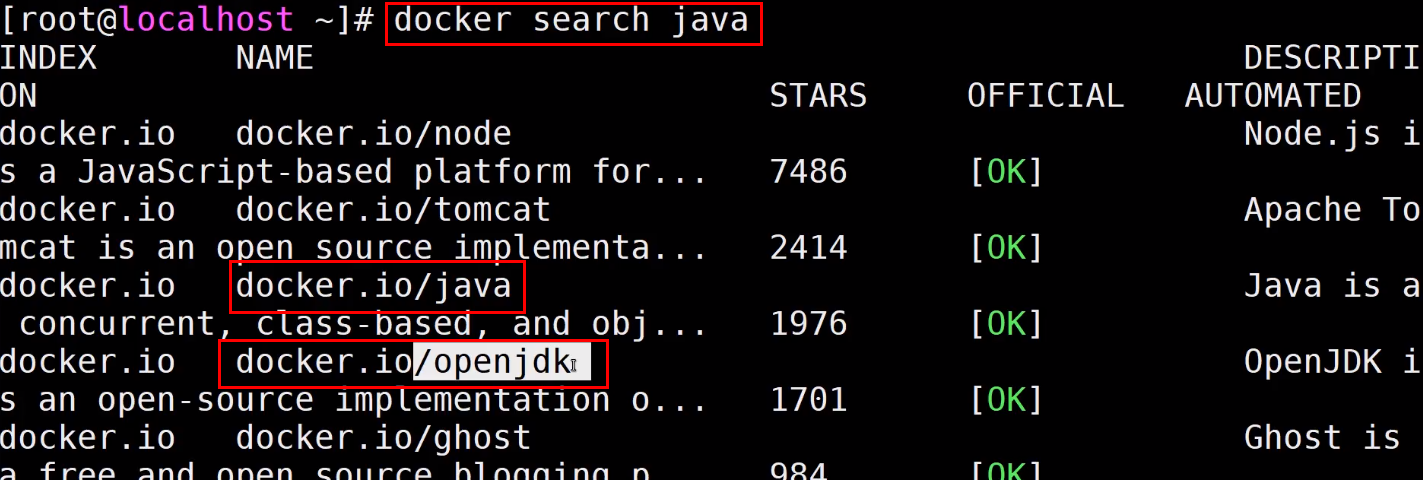 [root@localhost ~]# docker search java
INDEX NAME DESCRIPTI
ON STARS OFFICIAL AUTOMATED
docker.io docker.io/node Node.js i
s a JavaScript-based platform for... 7486 [OK]
docker.io docker.io/tomcat Apache To
mcat is an open source implementa... 2414 [OK]
docker.io docker.io/java Java is a
concurrent, class-based, and obj... 1976 [OK]
docker.io docker.io/openjdk OpenJDK i
s an open-source implementation o... 1701 [OK]
docker.io docker.io/ghost Ghost is
a free and open source blogging p... 984 [OK]